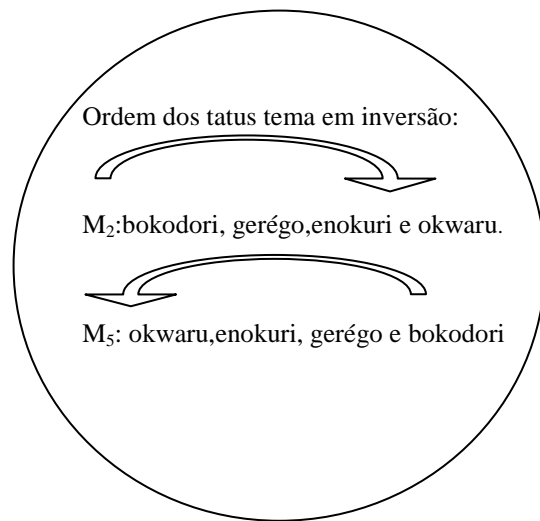 Ordem dos tatus tema em inversão:
M₂:bokodori, gerégo,enokuri e okwaru.
M₅: okwaru,enokuri, gerégo e bokodori